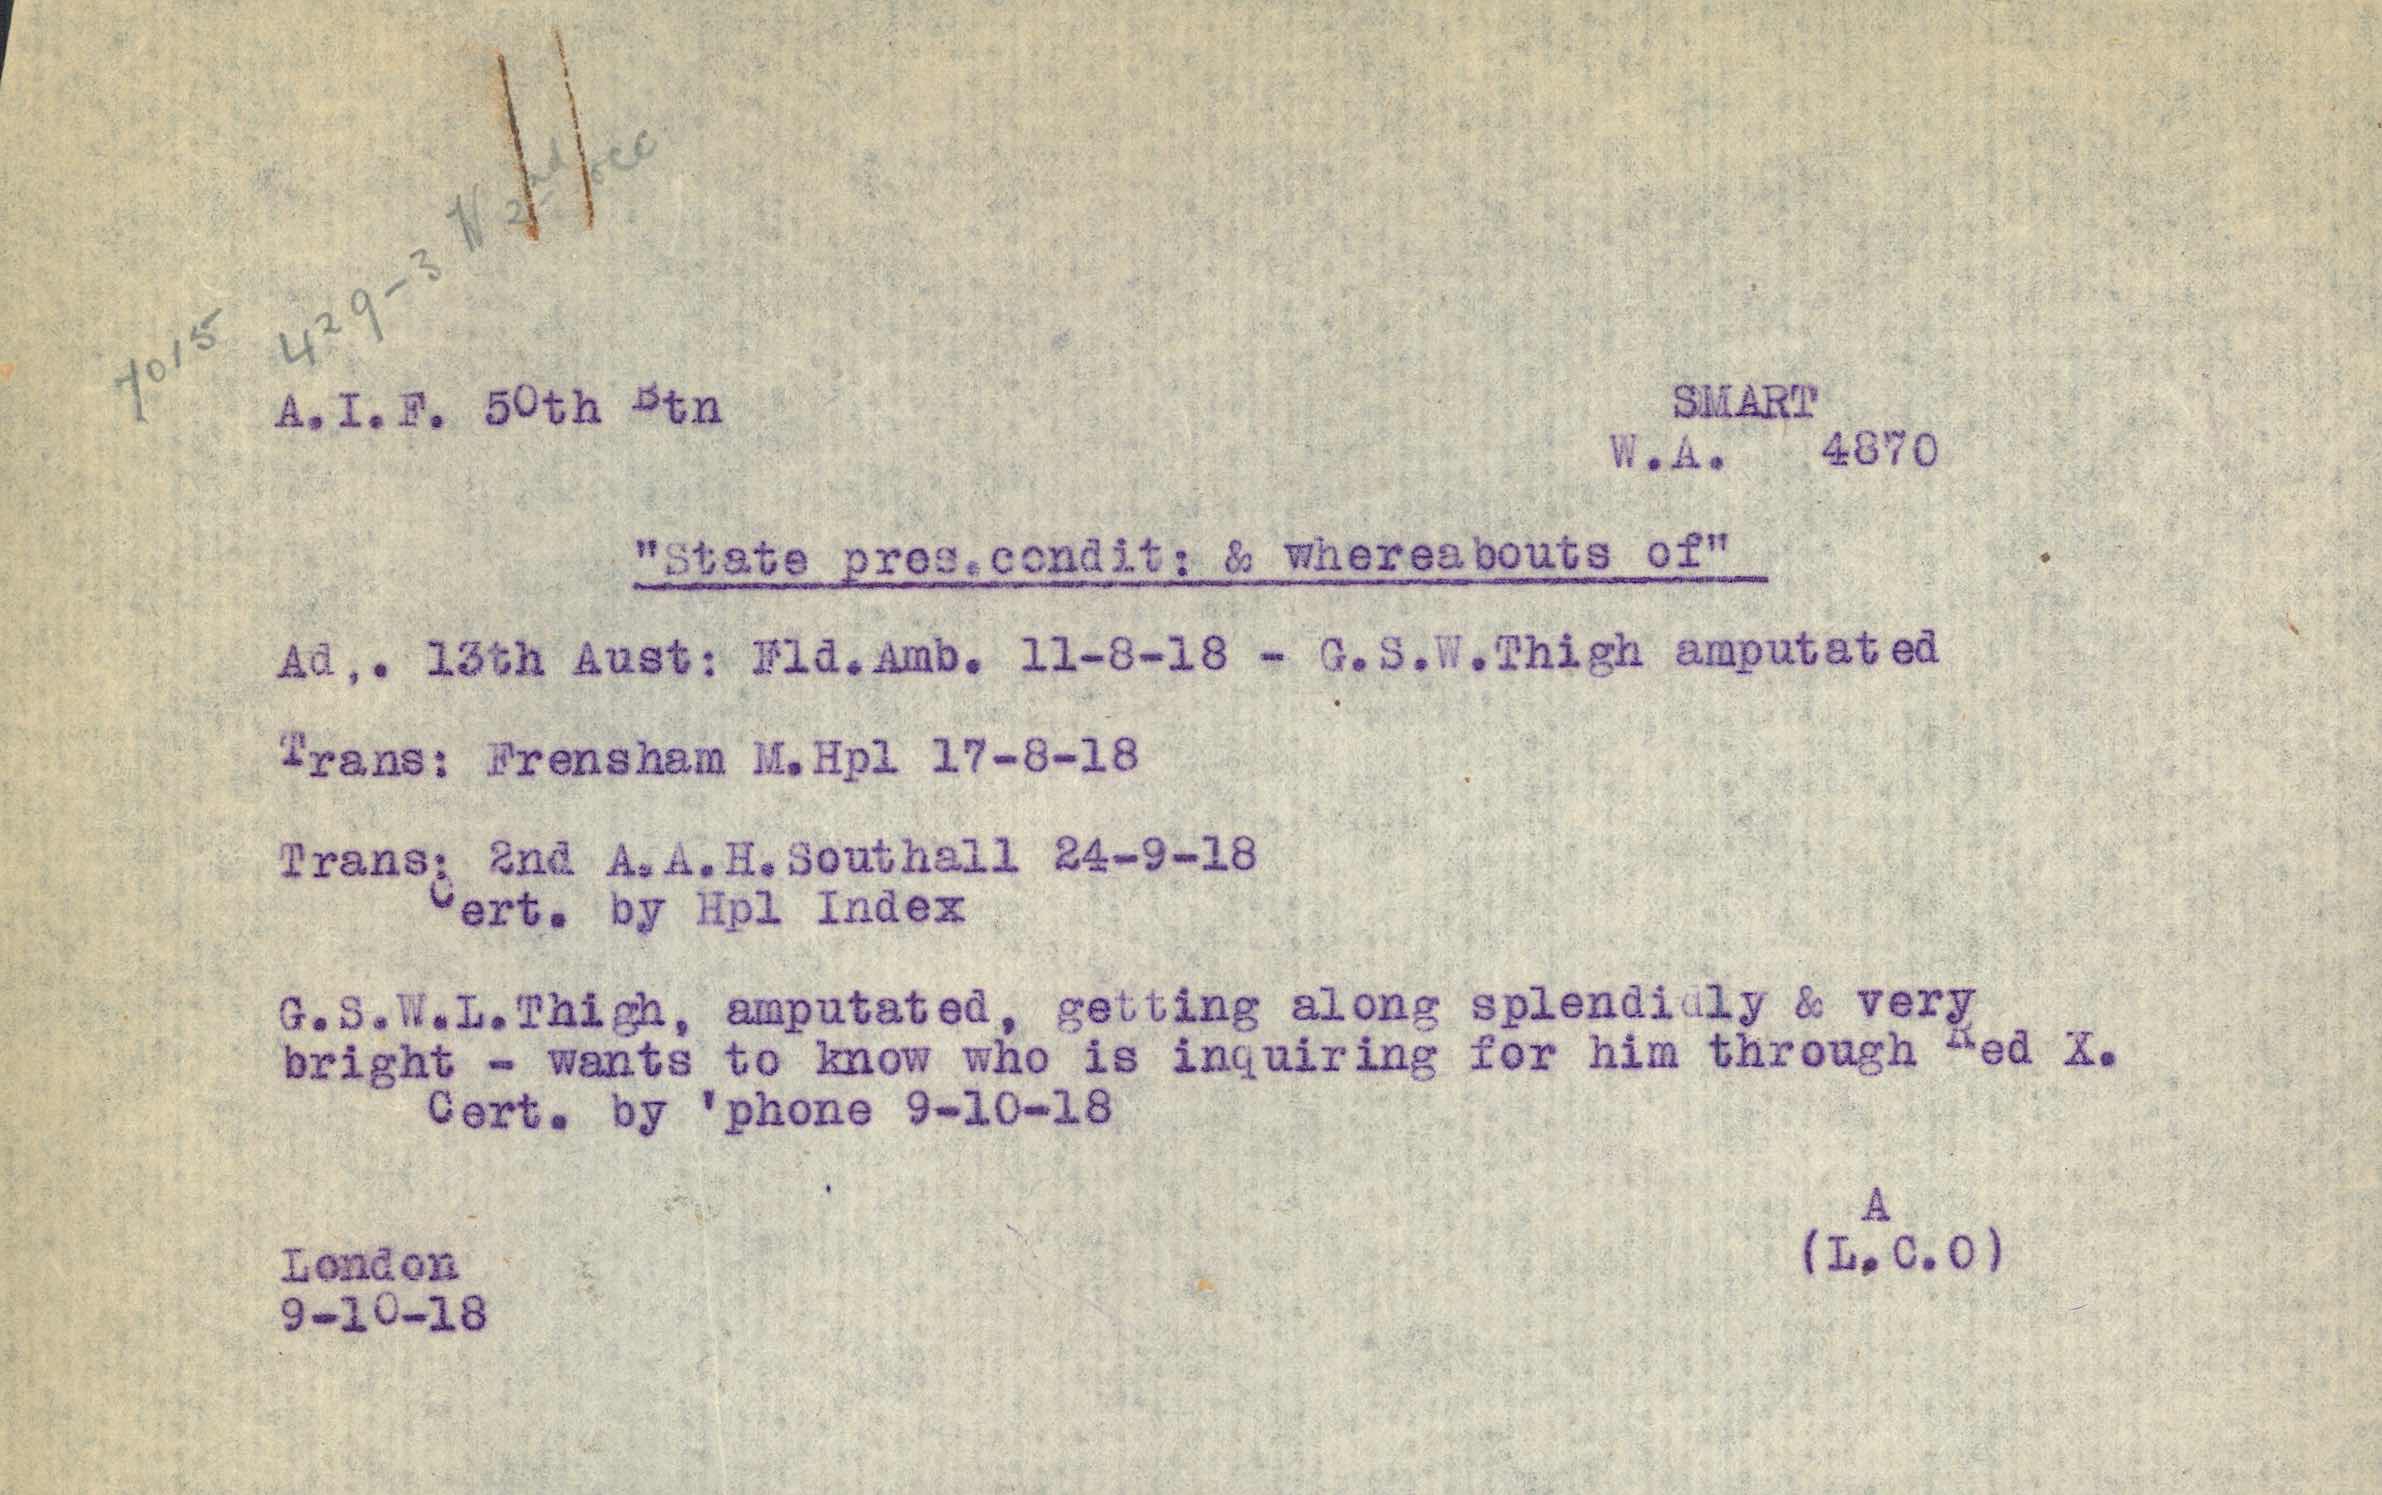 7015 429-3 N 2nd rec
A.I.F. 50th Btn SMART
W.A. 4870
"State pres.condit: & whereabouts of"
Ad,. 13th Aust: Fld.Amb. 11-8-18 - G.S.W.Thigh amputated
Trans: Frensham M.Hpl 17-8-18
Trans: 2nd A.A.H.Southall 24-9-18
Cert. by Hpl Index
G.S.W.L.Thigh, amputated, getting along splendidly & very
bright - wants to know who is inquiring for him through Red X.
Cert. by 'phone 9-10-18
A
(L.C.O)
London
9-10-18